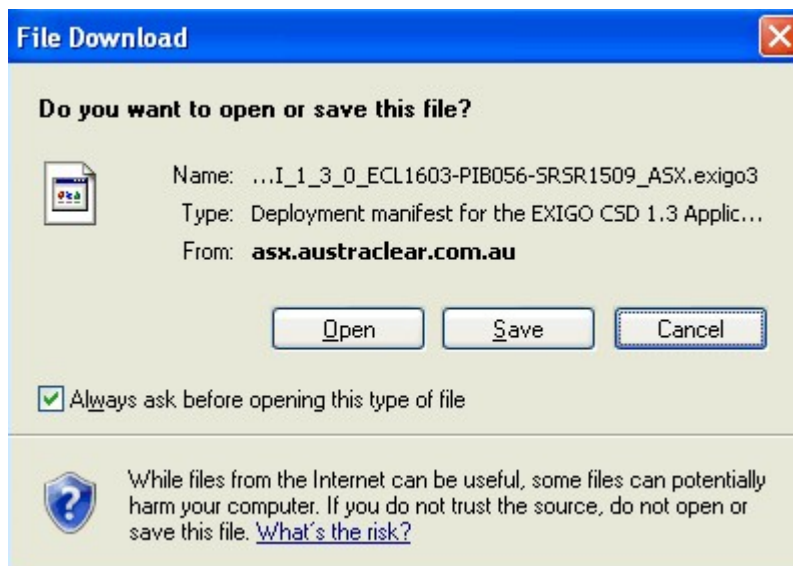 File Download
Do you want to open or save this file?
Name: ...I_1_3_0_ECL1603-PIB056-SRSR1509_ASX.exigo3
Type: Deployment manifest for the EXIGO CSD 1.3 Applic...
From: asx.austraclear.com.au
Open Save Cancel
Always ask before opening this type of file
While files from the Internet can be useful, some files can potentially
harm your computer. If you do not trust the source, do not open or
save this file. What's the risk?